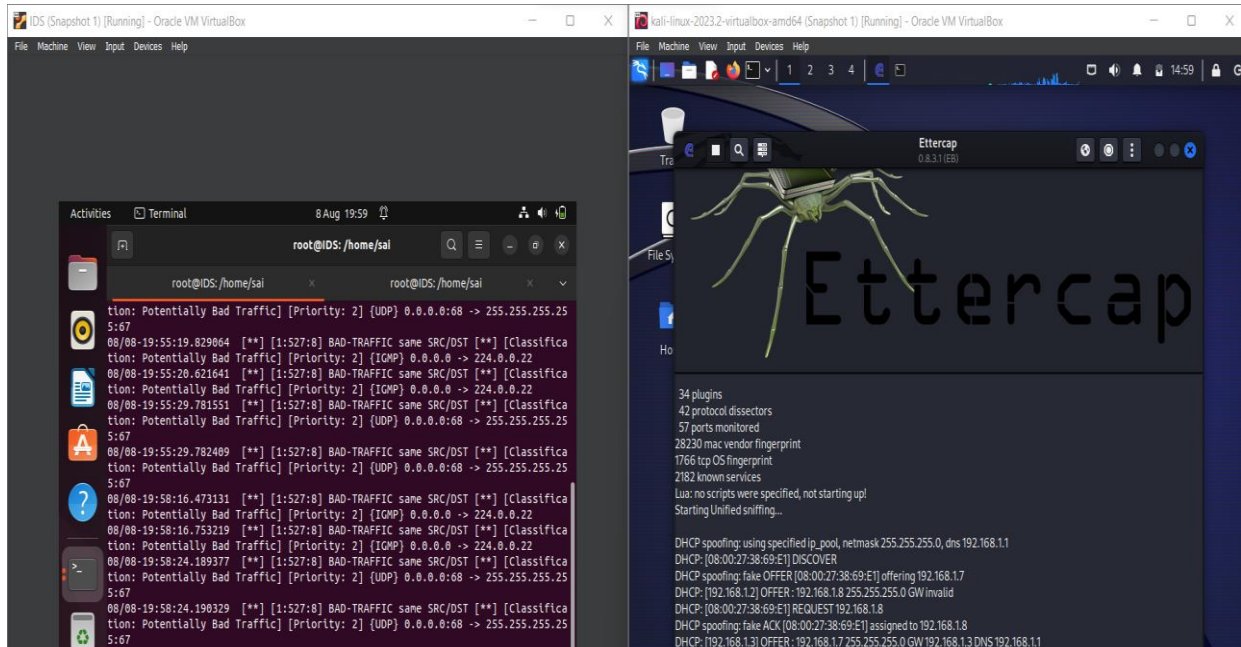 IDS (Snapshot 1) [Running] - Oracle VM VirtualBox
File Machine View Input Devices Help
Activities Terminal 8 Aug 19:59
root@IDS: /home/sai
root@IDS: /home/sai root@IDS: /home/sai
tion: Potentially Bad Traffic] [Priority: 2] {UDP} 0.0.0.0:68 -> 255.255.255.25
5:67
08/08-19:55:19.829064 [**] [1:527:8] BAD-TRAFFIC same SRC/DST [**] [Classifica
tion: Potentially Bad Traffic] [Priority: 2] {IGMP} 0.0.0.0 -> 224.0.0.22
08/08-19:55:20.621641 [**] [1:527:8] BAD-TRAFFIC same SRC/DST [**] [Classifica
tion: Potentially Bad Traffic] [Priority: 2] {IGMP} 0.0.0.0 -> 224.0.0.22
08/08-19:55:29.781551 [**] [1:527:8] BAD-TRAFFIC same SRC/DST [**] [Classifica
tion: Potentially Bad Traffic] [Priority: 2] {UDP} 0.0.0.0:68 -> 255.255.255.25
5:67
08/08-19:55:29.782409 [**] [1:527:8] BAD-TRAFFIC same SRC/DST [**] [Classifica
tion: Potentially Bad Traffic] [Priority: 2] {UDP} 0.0.0.0:68 -> 255.255.255.25
5:67
08/08-19:58:16.473131 [**] [1:527:8] BAD-TRAFFIC same SRC/DST [**] [Classifica
tion: Potentially Bad Traffic] [Priority: 2] {IGMP} 0.0.0.0 -> 224.0.0.22
08/08-19:58:16.753219 [**] [1:527:8] BAD-TRAFFIC same SRC/DST [**] [Classifica
tion: Potentially Bad Traffic] [Priority: 2] {IGMP} 0.0.0.0 -> 224.0.0.22
08/08-19:58:24.189377 [**] [1:527:8] BAD-TRAFFIC same SRC/DST [**] [Classifica
tion: Potentially Bad Traffic] [Priority: 2] {UDP} 0.0.0.0:68 -> 255.255.255.25
5:67
08/08-19:58:24.190329 [**] [1:527:8] BAD-TRAFFIC same SRC/DST [**] [Classifica
tion: Potentially Bad Traffic] [Priority: 2] {UDP} 0.0.0.0:68 -> 255.255.255.25
5:67
kali-linux-2023.2-virtualbox-amd64 (Snapshot 1) [Running] - Oracle VM VirtualBox
File Machine View Input Devices Help
1 2 3 4 14:59
Tra
File Sy
Ho
Ettercap
0.8.3.1 (EB)
Ettercap
34 plugins
42 protocol dissectors
57 ports monitored
28230 mac vendor fingerprint
1766 tcp OS fingerprint
2182 known services
Lua: no scripts were specified, not starting up!
Starting Unified sniffing...
DHCP spoofing: using specified ip_pool, netmask 255.255.255.0, dns 192.168.1.1
DHCP: [08:00:27:38:69:E1] DISCOVER
DHCP spoofing: fake OFFER [08:00:27:38:69:E1] offering 192.168.1.7
DHCP: [192.168.1.2] OFFER : 192.168.1.8 255.255.255.0 GW invalid
DHCP: [08:00:27:38:69:E1] REQUEST 192.168.1.8
DHCP spoofing: fake ACK [08:00:27:38:69:E1] assigned to 192.168.1.8
DHCP: [192.168.1.3] OFFER : 192.168.1.7 255.255.255.0 GW 192.168.1.3 DNS 192.168.1.1